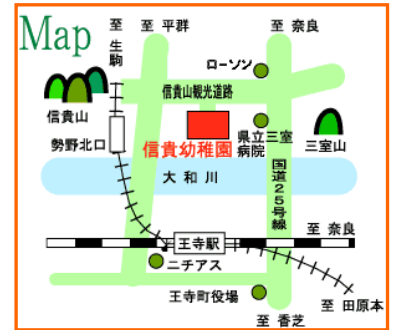 Map
至 生駒
至 平群
至 奈良
ローソン
信貴山観光道路
信貴山
勢野北口
信貴幼稚園
県立三室
病院
三室山
国道25号線
大和川
至 奈良
王寺駅
ニチアス
王寺町役場
至 田原本
至 香芝